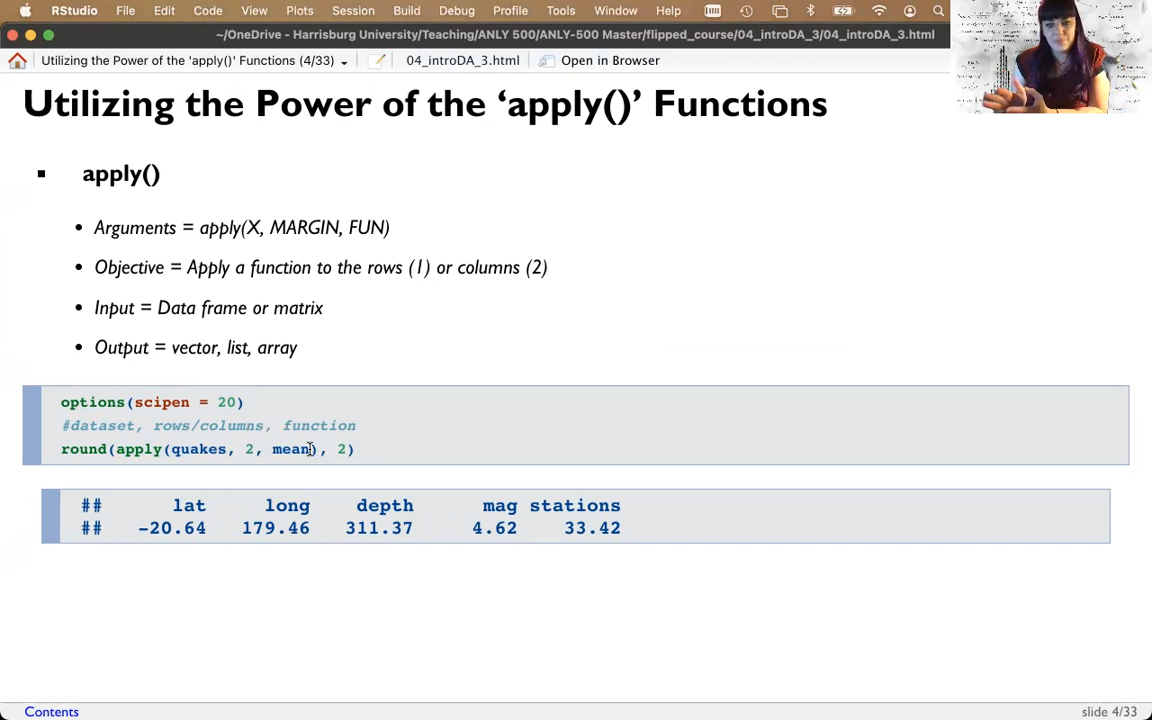 RStudio File Edit Code View Plots Session Build Debug Profile Tools Window Help
~/OneDrive - Harrisburg University/Teaching/ANLY 500/ANLY-500 Master/flipped_course/04_introDA_3/04_introDA_3.html
Utilizing the Power of the 'apply()' Functions (4/33) 04_introDA_3.html Open in Browser
Utilizing the Power of the ‘apply()’ Functions
▪ apply()
• Arguments = apply(X, MARGIN, FUN)
• Objective = Apply a function to the rows (1) or columns (2)
• Input = Data frame or matrix
• Output = vector, list, array
options(scipen = 20)
#dataset, rows/columns, function
round(apply(quakes, 2, mean), 2)
## lat long depth mag stations
## -20.64 179.46 311.37 4.62 33.42
Contents
slide 4/33